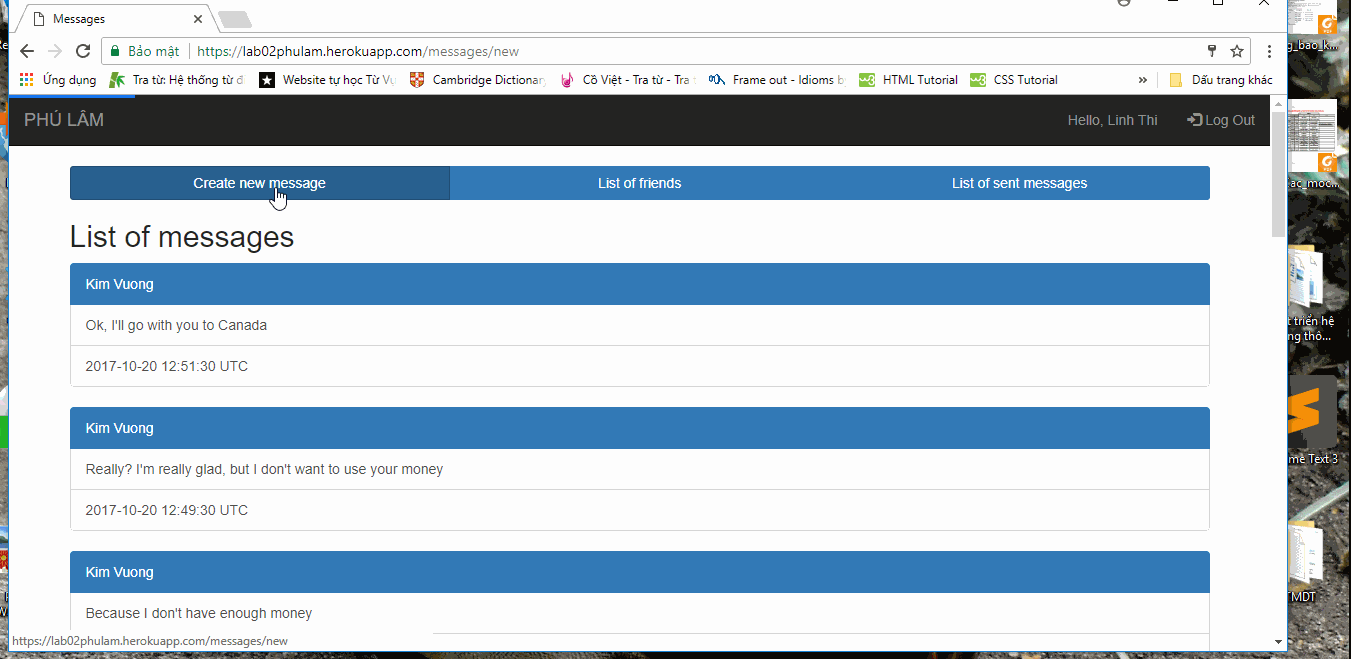 Messages
Bảo mật
https://lab02phulam.herokuapp.com/messages/new
Ứng dụng
Tra từ: Hệ thống từ đ
Website tự học Từ Vự
Cambridge Dictionary
Cồ Việt - Tra từ - Tra
Frame out - Idioms b
HTML Tutorial
CSS Tutorial
»
Dấu trang khác
PHÚ LÂM
Hello, Linh Thi
Log Out
Create new message
List of friends
List of sent messages
List of messages
Kim Vuong
Ok, I'll go with you to Canada
2017-10-20 12:51:30 UTC
Kim Vuong
Really? I'm really glad, but I don't want to use your money
2017-10-20 12:49:30 UTC
Kim Vuong
Because I don't have enough money
https://lab02phulam.herokuapp.com/messages/new
t triển hệ
ng thô...
me Text 3
TMDT